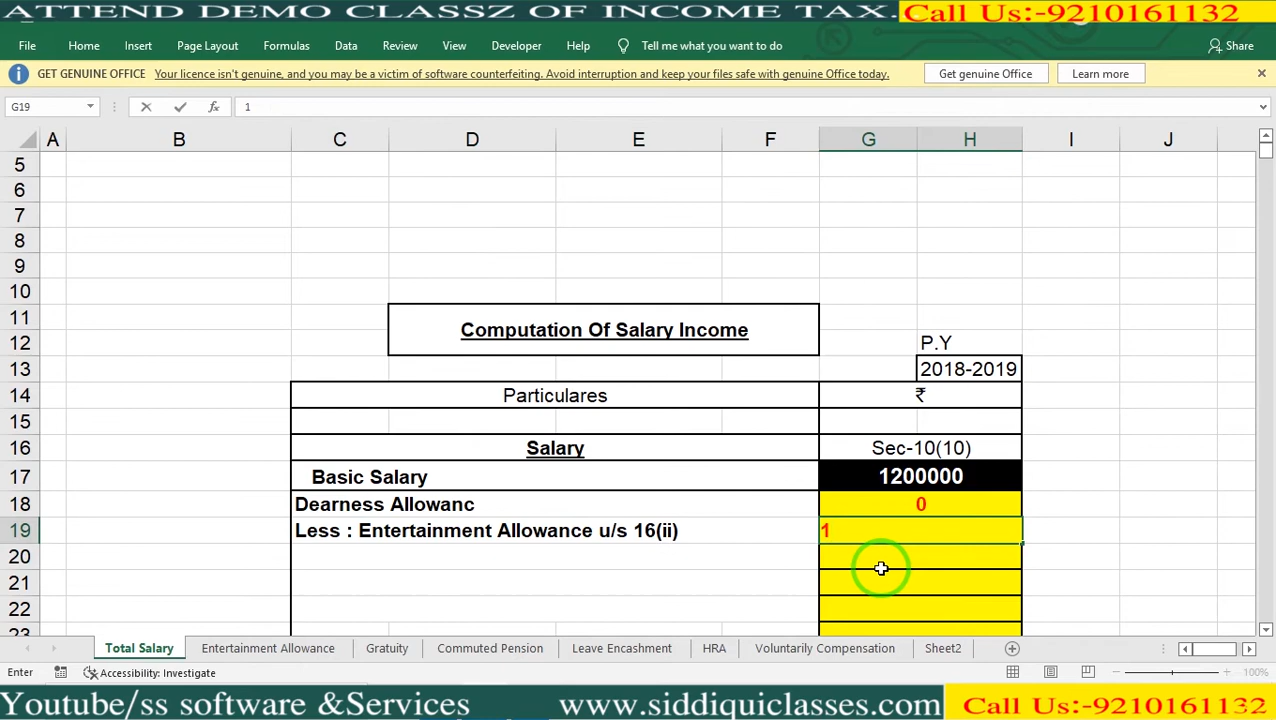 ATTEND DEMO CLASSZ OF INCOME TAX. Call Us:-9210161132
File Home Insert Page Layout Formulas Data Review View Developer Help Tell me what you want to do Share
GET GENUINE OFFICE Your licence isn't genuine, and you may be a victim of software counterfeiting. Avoid interruption and keep your files safe with genuine Office today. Get genuine Office Learn more
G19 fx 1
A B C D E F G H I J
5
6
7
8
9
10
11
Computation Of Salary Income
12 P.Y
13 2018-2019
14 Particulares ₹
15
16 Salary Sec-10(10)
17 Basic Salary 1200000
18 Dearness Allowanc 0
19 Less : Entertainment Allowance u/s 16(ii) 1
20
21
22
23
Total Salary Entertainment Allowance Gratuity Commuted Pension Leave Encashment HRA Voluntarily Compensation Sheet2
Enter Accessibility: Investigate 100%
Youtube/ss software &Services www.siddiquiclasses.com Call Us:-9210161132